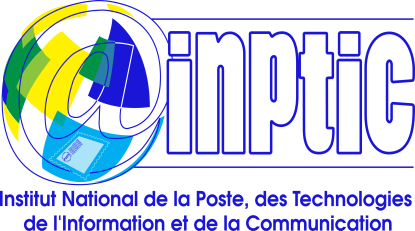 @inptic
Institut National de la Poste, des Technologies
de l'Information et de la Communication